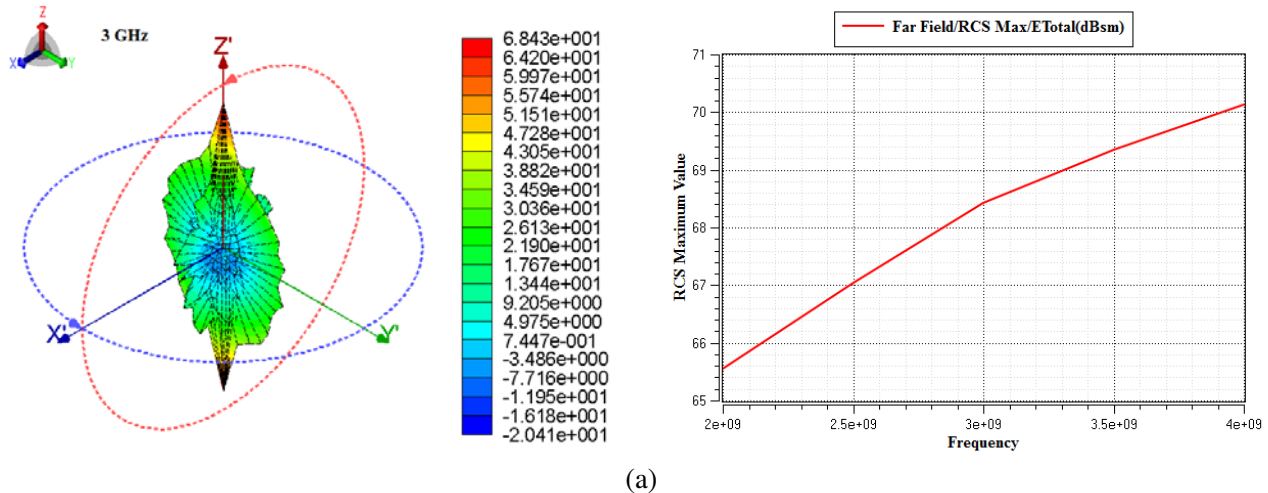 3 GHz
Z
X
Y
Z'
X'
Y'
6.843e+001
6.420e+001
5.997e+001
5.574e+001
5.151e+001
4.728e+001
4.305e+001
3.882e+001
3.459e+001
3.036e+001
2.613e+001
2.190e+001
1.767e+001
1.344e+001
9.205e+000
4.975e+000
7.447e-001
-3.486e+000
-7.716e+000
-1.195e+001
-1.618e+001
-2.041e+001
Far Field/RCS Max/ETotal(dBsm)
RCS Maximum Value
71
70
69
68
67
66
65
2e+09
2.5e+09
3e+09
3.5e+09
4e+09
Frequency
(a)